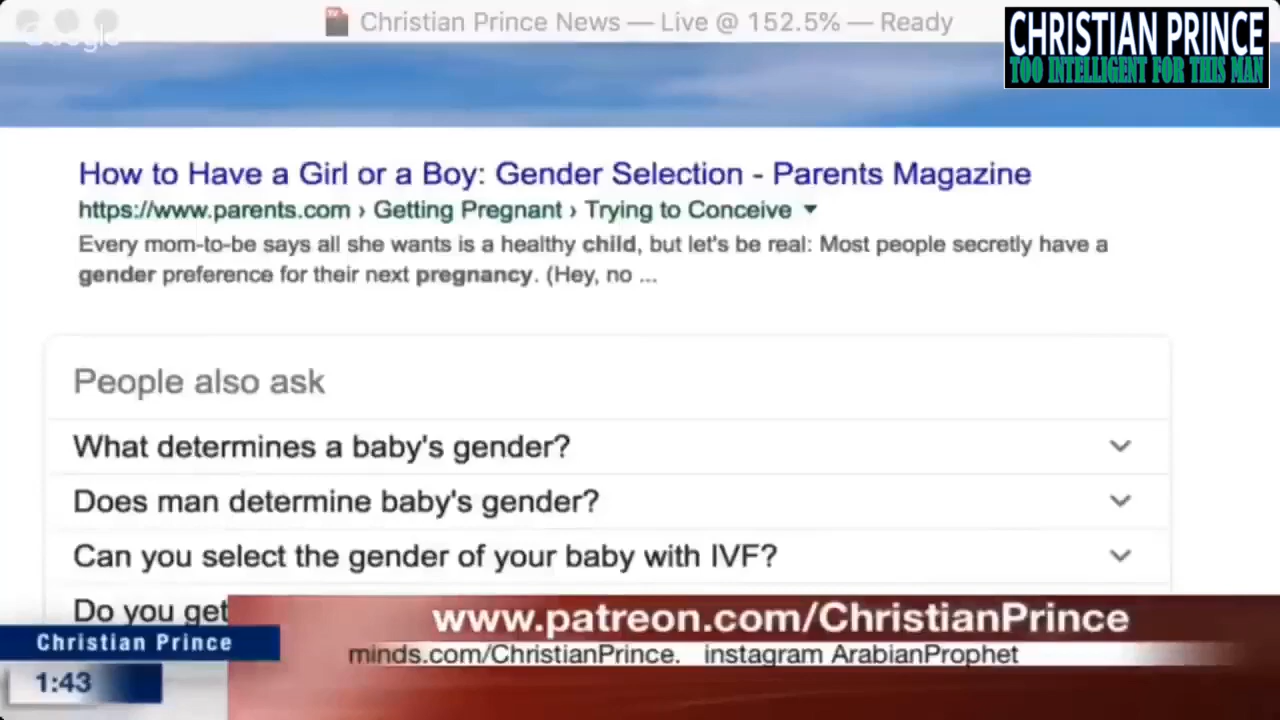 Christian Prince News — Live @ 152.5% — Ready
Google
CHRISTIAN PRINCE
TOO INTELLIGENT FOR THIS MAN
How to Have a Girl or a Boy: Gender Selection - Parents Magazine
https://www.parents.com › Getting Pregnant › Trying to Conceive
Every mom-to-be says all she wants is a healthy child, but let's be real: Most people secretly have a
gender preference for their next pregnancy. (Hey, no ...
People also ask
What determines a baby's gender?
Does man determine baby's gender?
Can you select the gender of your baby with IVF?
Do you get
www.patreon.com/ChristianPrince
Christian Prince
minds.com/ChristianPrince. instagram ArabianProphet
1:43